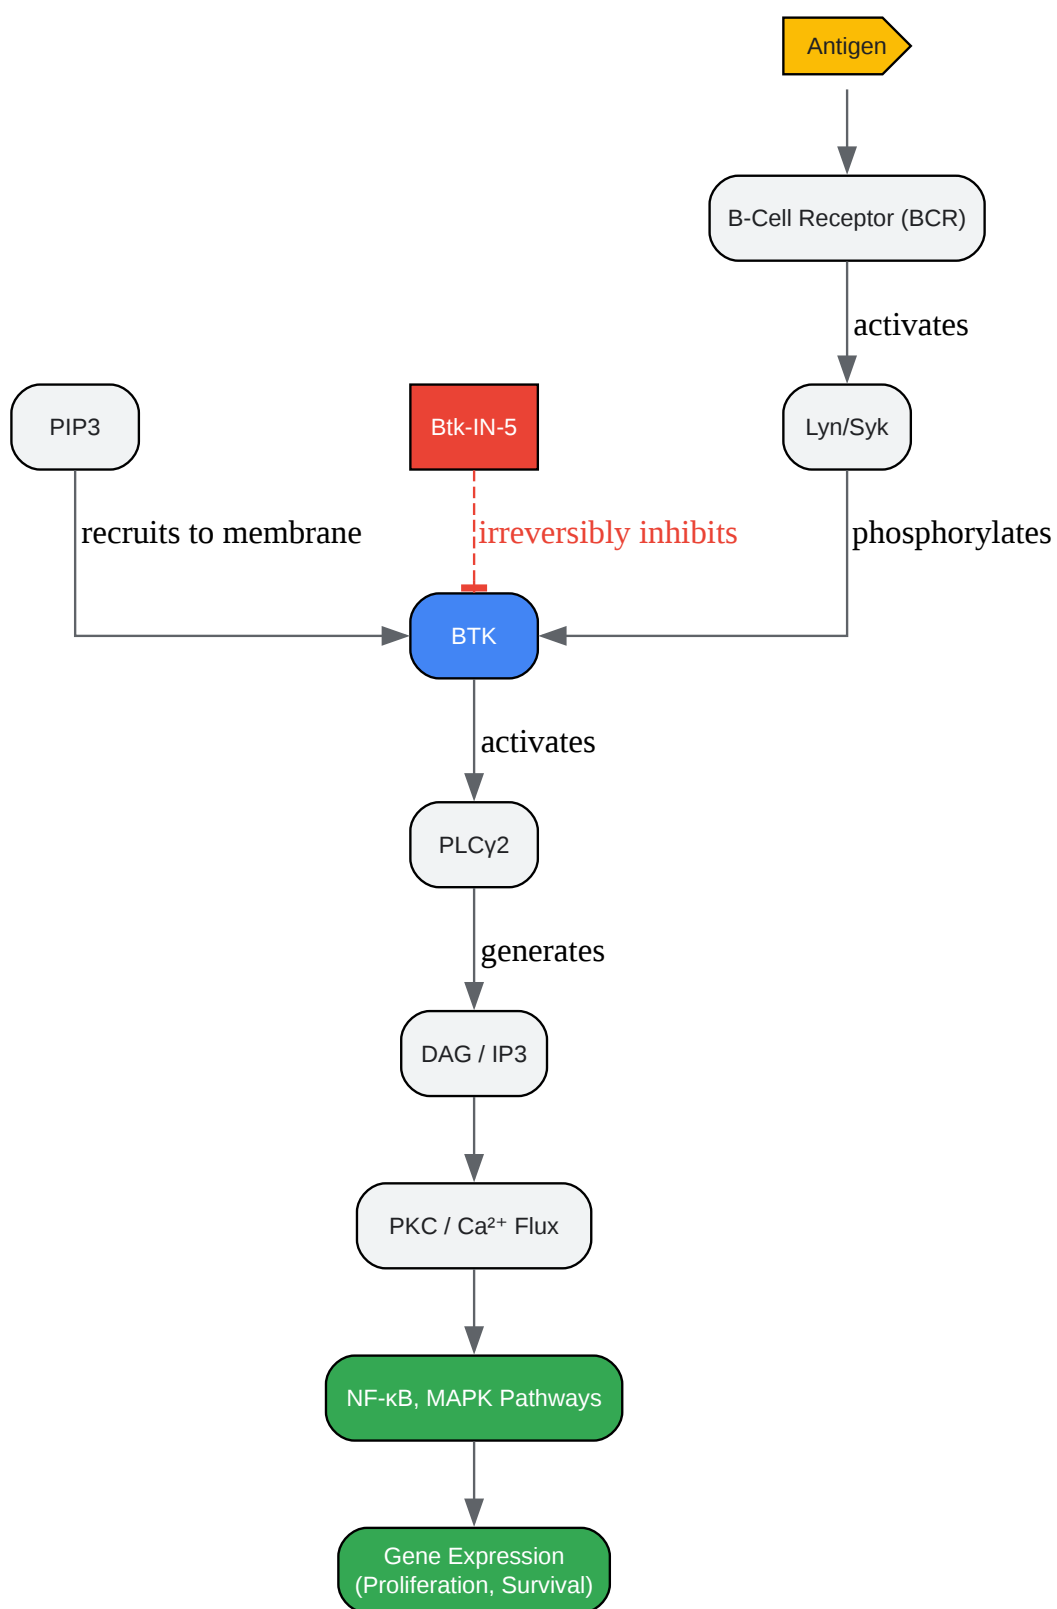 Antigen
B-Cell Receptor (BCR)
activates
PIP3
Btk-IN-5
Lyn/Syk
recruits to membrane
irreversibly inhibits
phosphorylates
BTK
activates
PLCγ2
generates
DAG / IP3
PKC / Ca²⁺ Flux
NF-κB, MAPK Pathways
Gene Expression
(Proliferation, Survival)